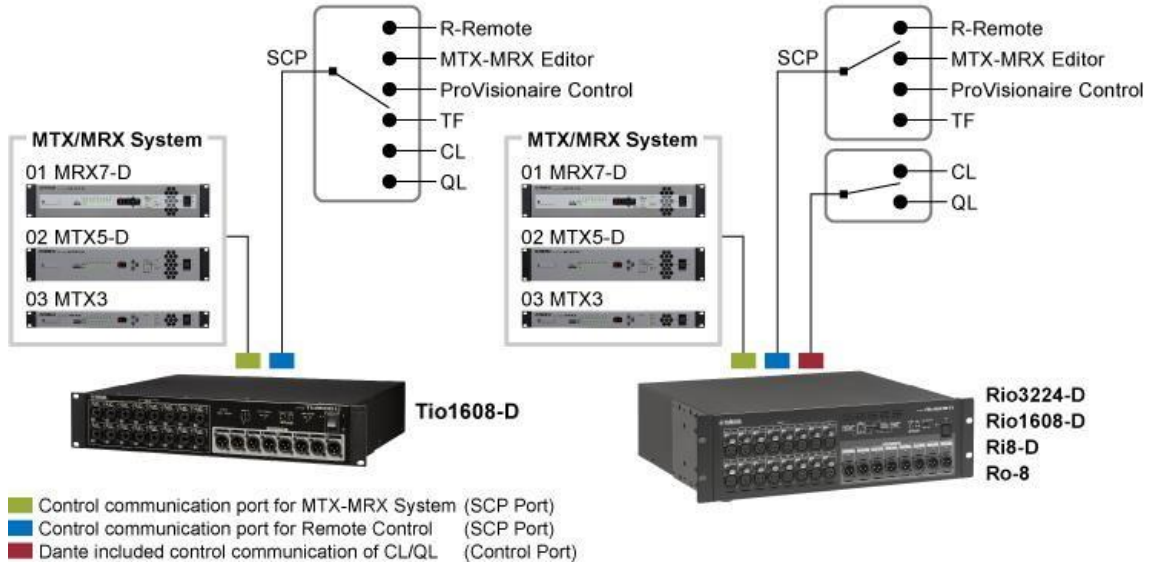 SCP
R-Remote
MTX-MRX Editor
ProVisionaire Control
TF
CL
QL
MTX/MRX System
01 MRX7-D
02 MTX5-D
03 MTX3
Tio1608-D
SCP
R-Remote
MTX-MRX Editor
ProVisionaire Control
TF
CL
QL
MTX/MRX System
01 MRX7-D
02 MTX5-D
03 MTX3
Rio3224-D
Rio1608-D
Ri8-D
Ro-8
Control communication port for MTX-MRX System (SCP Port)
Control communication port for Remote Control (SCP Port)
Dante included control communication of CL/QL (Control Port)